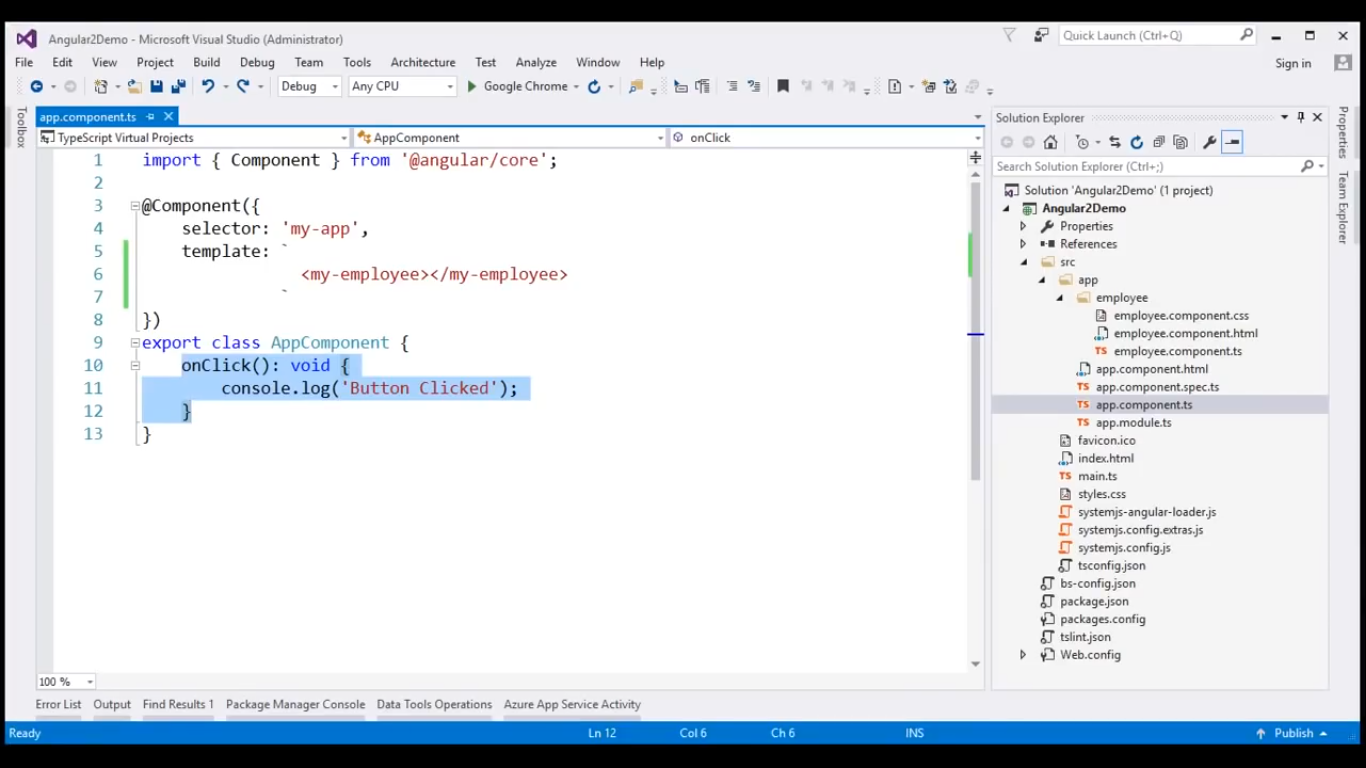 Angular2Demo - Microsoft Visual Studio (Administrator)
Quick Launch (Ctrl+Q)
File Edit View Project Build Debug Team Tools Architecture Test Analyze Window Help
Sign in
Debug Any CPU Google Chrome
Toolbox
app.component.ts
TypeScript Virtual Projects AppComponent onClick
1 import { Component } from '@angular/core';
2
3 @Component({
4 selector: 'my-app',
5 template: `
6 <my-employee></my-employee>
7 `
8 })
9 export class AppComponent {
10 onClick(): void {
11 console.log('Button Clicked');
12 }
13 }
100 %
Solution Explorer
Search Solution Explorer (Ctrl+;)
Solution 'Angular2Demo' (1 project)
Angular2Demo
Properties
References
src
app
employee
employee.component.css
employee.component.html
TS employee.component.ts
app.component.html
TS app.component.spec.ts
TS app.component.ts
TS app.module.ts
favicon.ico
index.html
TS main.ts
styles.css
systemjs-angular-loader.js
systemjs.config.extras.js
systemjs.config.js
tsconfig.json
bs-config.json
package.json
packages.config
tslint.json
Web.config
Properties
Team Explorer
Error List Output Find Results 1 Package Manager Console Data Tools Operations Azure App Service Activity
Ready Ln 12 Col 6 Ch 6 INS Publish